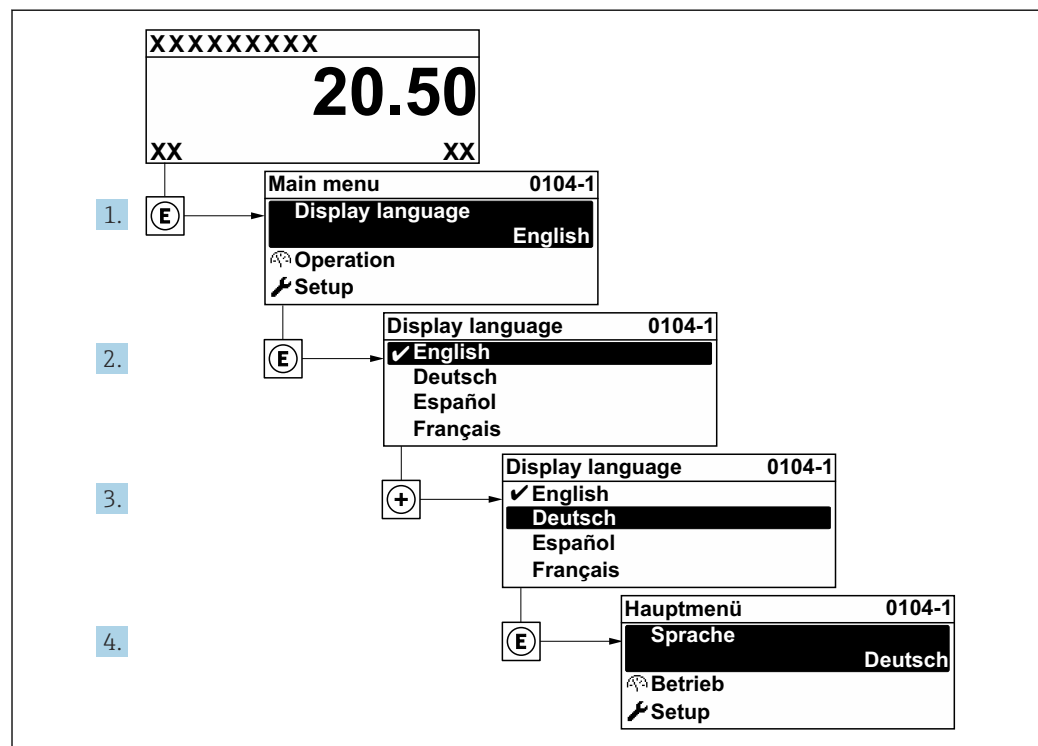 XXXXXXXXX
20.50
XX XX
1.
E
Main menu 0104-1
Display language
English
Operation
Setup
2.
E
Display language 0104-1
✔English
Deutsch
Español
Français
3.
+
Display language 0104-1
✔English
Deutsch
Español
Français
4.
E
Hauptmenü 0104-1
Sprache
Deutsch
Betrieb
Setup